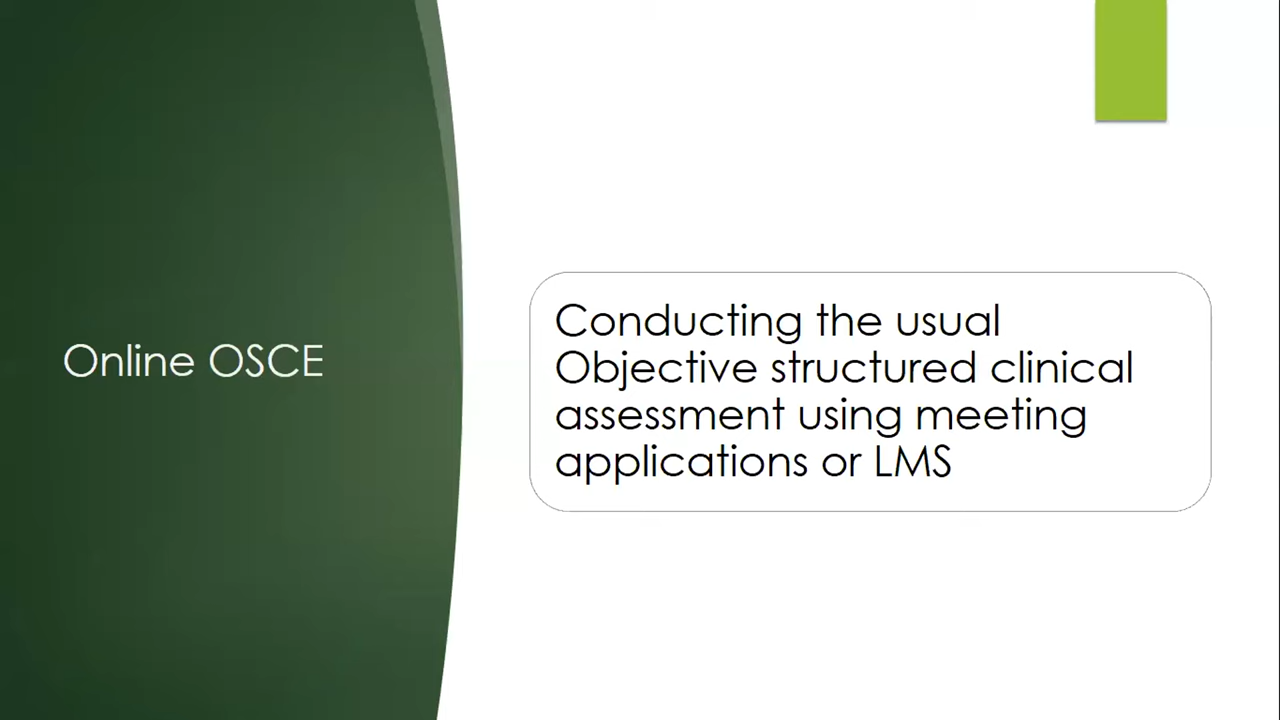 Online OSCE
Conducting the usual
Objective structured clinical
assessment using meeting
applications or LMS